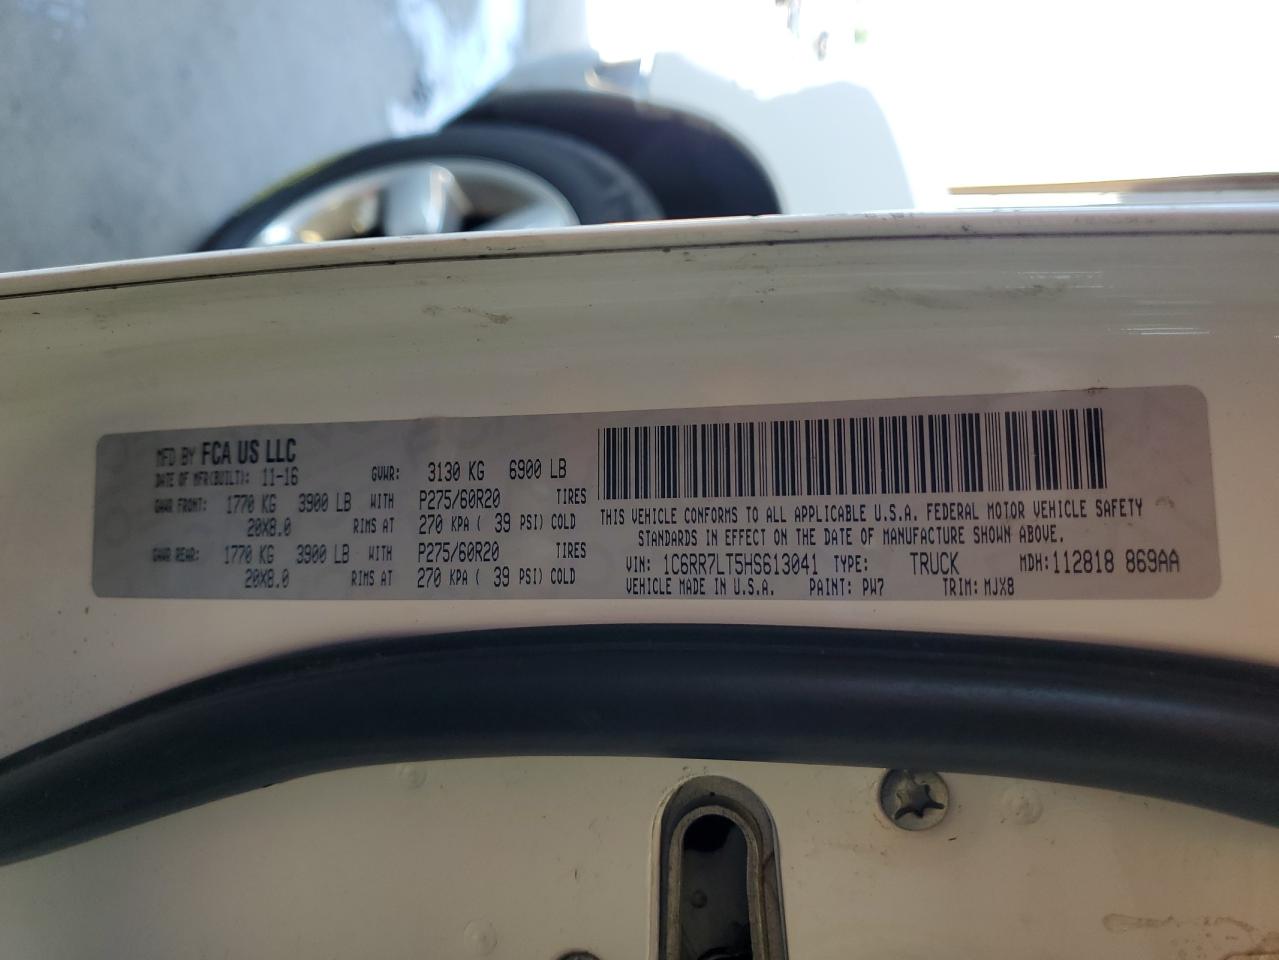 MFD BY FCA US LLC
DATE OF MFR(BUILT): 11-16 GVWR: 3130 KG 6900 LB
GAWR FRONT: 1770 KG 3900 LB WITH P275/60R20 TIRES
20X8.0 RIMS AT 270 KPA ( 39 PSI) COLD
GAWR REAR: 1770 KG 3900 LB WITH P275/60R20 TIRES
20X8.0 RIMS AT 270 KPA ( 39 PSI) COLD
THIS VEHICLE CONFORMS TO ALL APPLICABLE U.S.A. FEDERAL MOTOR VEHICLE SAFETY
STANDARDS IN EFFECT ON THE DATE OF MANUFACTURE SHOWN ABOVE.
VIN: 1C6RR7LT5HS613041 TYPE: TRUCK MDH:112818 869AA
VEHICLE MADE IN U.S.A. PAINT: PW7 TRIM: MJX8